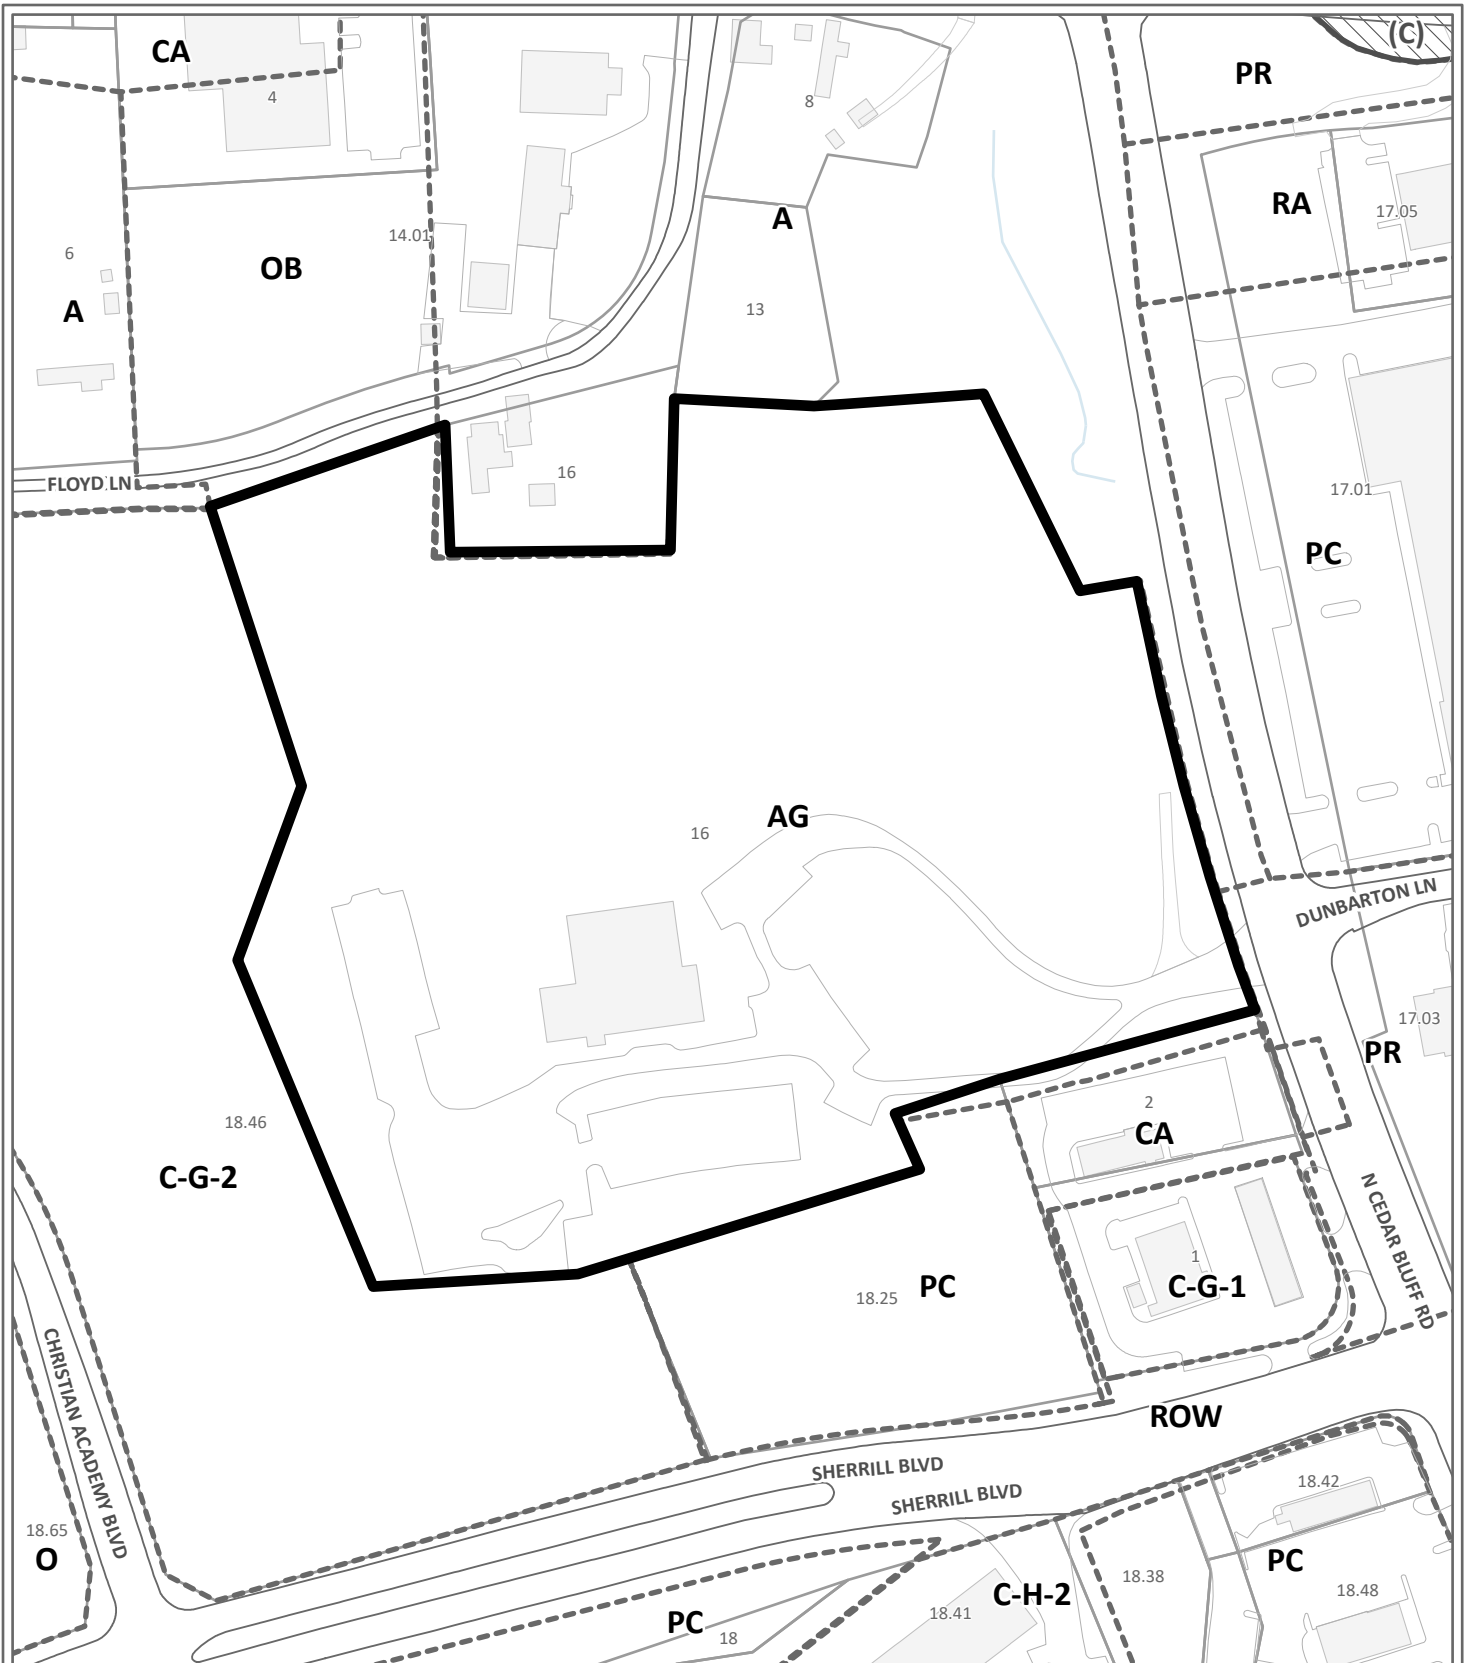 CA
(C)
PR
4
8
RA
17.05
A
14.01
6
OB
A
13
16
FLOYD LN
17.01
PC
AG
16
DUNBARTON LN
17.03
PR
2
CA
18.46
C-G-2
N CEDAR BLUFF RD
1
C-G-1
18.25
PC
CHRISTIAN ACADEMY BLVD
ROW
SHERRILL BLVD
SHERRILL BLVD
18.42
18.65
O
PC
18.38
C-H-2
18.48
18.41
PC
18